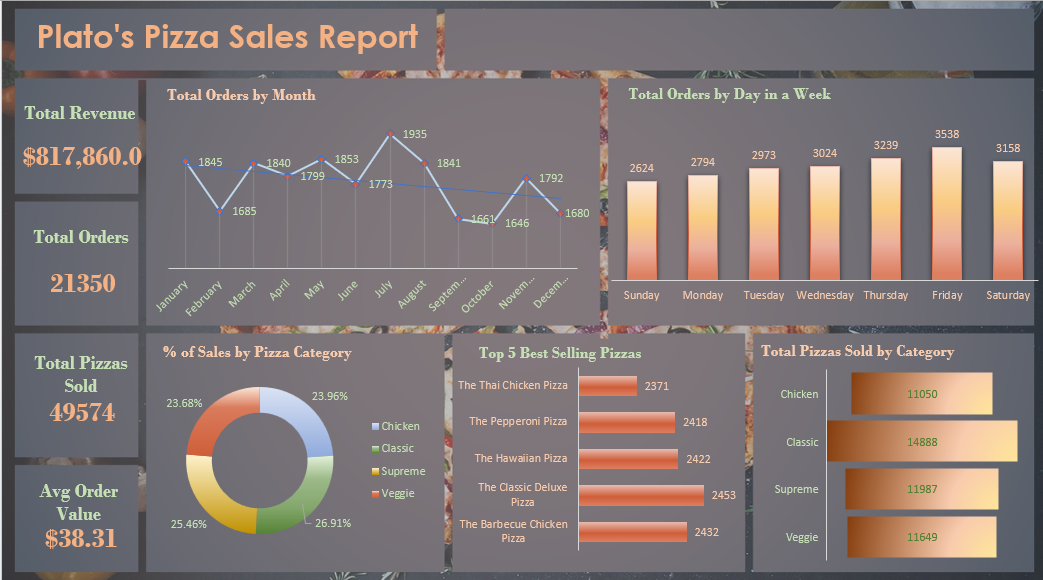 Plato's Pizza Sales Report
Total Revenue
$817,860.0
Total Orders
21350
Total Pizzas
Sold
49574
Avg Order
Value
$38.31
Total Orders by Month
1845
1685
1840
1799
1853
1773
1935
1841
1661
1646
1792
1680
January
February
March
April
May
June
July
August
Septem...
October
Novem...
Decem...
Total Orders by Day in a Week
2624
2794
2973
3024
3239
3538
3158
Sunday
Monday
Tuesday
Wednesday
Thursday
Friday
Saturday
% of Sales by Pizza Category
23.68%
23.96%
25.46%
26.91%
Chicken
Classic
Supreme
Veggie
Top 5 Best Selling Pizzas
The Thai Chicken Pizza
2371
The Pepperoni Pizza
2418
The Hawaiian Pizza
2422
The Classic Deluxe
Pizza
2453
The Barbecue Chicken
Pizza
2432
Total Pizzas Sold by Category
Chicken
11050
Classic
14888
Supreme
11987
Veggie
11649